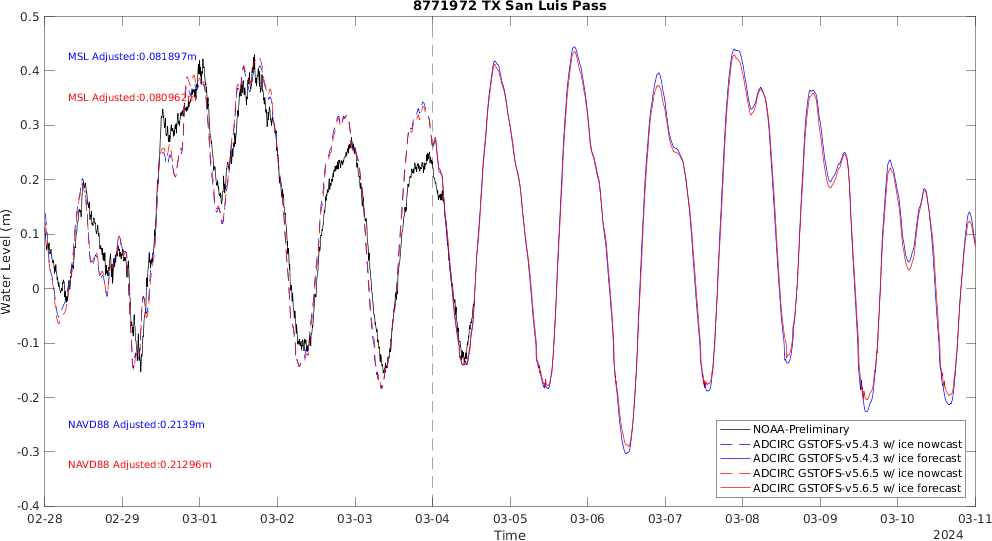 8771972 TX San Luis Pass
0.5
0.4
0.3
0.2
0.1
0
-0.1
-0.2
-0.3
-0.4
Water Level (m)
MSL Adjusted:0.081897m
MSL Adjusted:0.080962m
NAVD88 Adjusted:0.2139m
NAVD88 Adjusted:0.21296m
NOAA-Preliminary
ADCIRC GSTOFS-v5.4.3 w/ ice nowcast
ADCIRC GSTOFS-v5.4.3 w/ ice forecast
ADCIRC GSTOFS-v5.6.5 w/ ice nowcast
ADCIRC GSTOFS-v5.6.5 w/ ice forecast
02-28 02-29 03-01 03-02 03-03 03-04 03-05 03-06 03-07 03-08 03-09 03-10 03-11
Time
2024